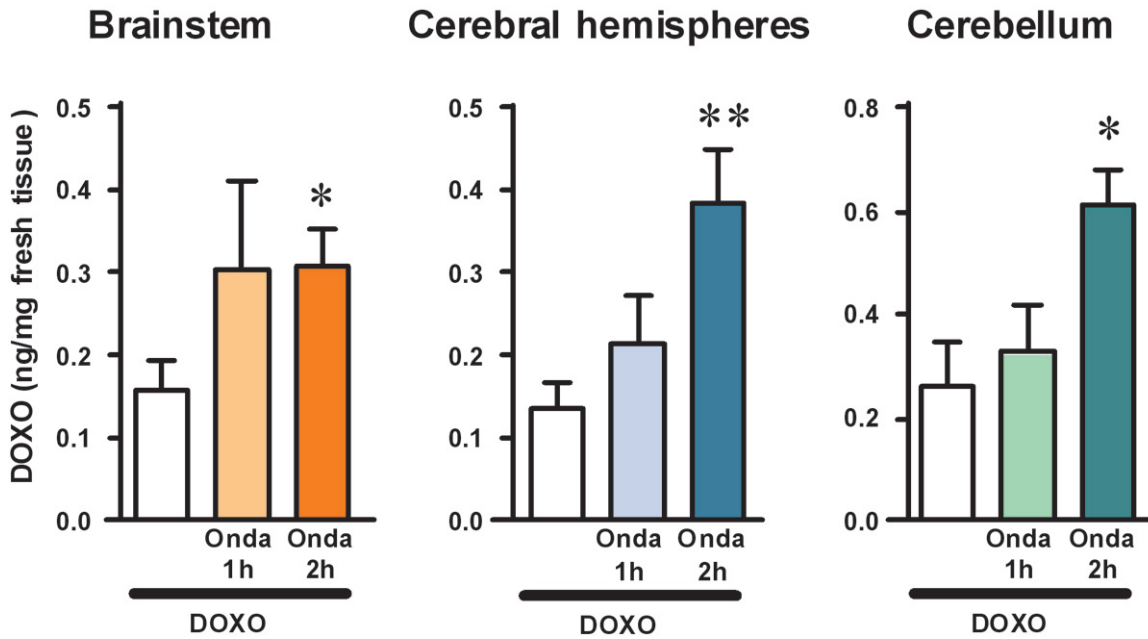 Brainstem
DOXO (ng/mg fresh tissue )
0.5
0.4
0.3
0.2
0.1
0.0
*
Onda Onda
1h 2h
DOXO
Cerebral hemispheres
0.5
0.4
0.3
0.2
0.1
0.0
**
Onda Onda
1h 2h
DOXO
Cerebellum
0.8
0.6
0.4
0.2
0.0
*
Onda Onda
1h 2h
DOXO